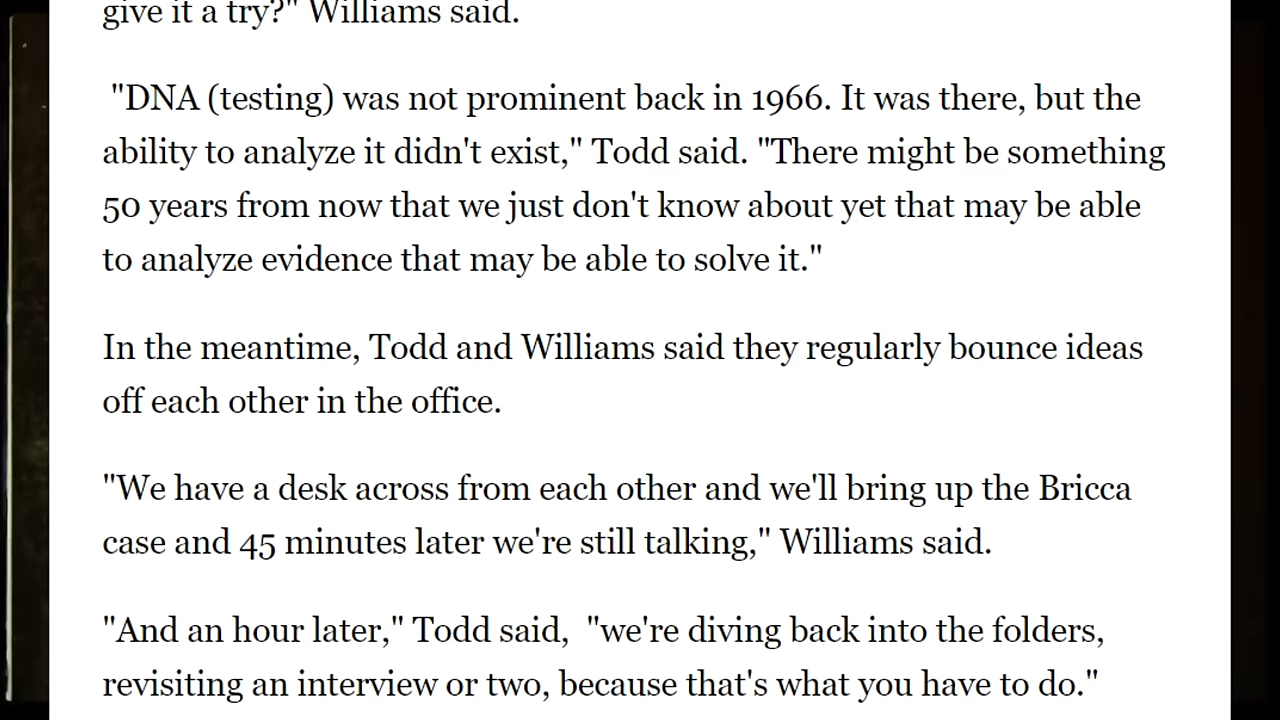 give it a try?" Williams said.
"DNA (testing) was not prominent back in 1966. It was there, but the
ability to analyze it didn't exist," Todd said. "There might be something
50 years from now that we just don't know about yet that may be able
to analyze evidence that may be able to solve it."
In the meantime, Todd and Williams said they regularly bounce ideas
off each other in the office.
"We have a desk across from each other and we'll bring up the Bricca
case and 45 minutes later we're still talking," Williams said.
"And an hour later," Todd said,  "we're diving back into the folders,
revisiting an interview or two, because that's what you have to do."